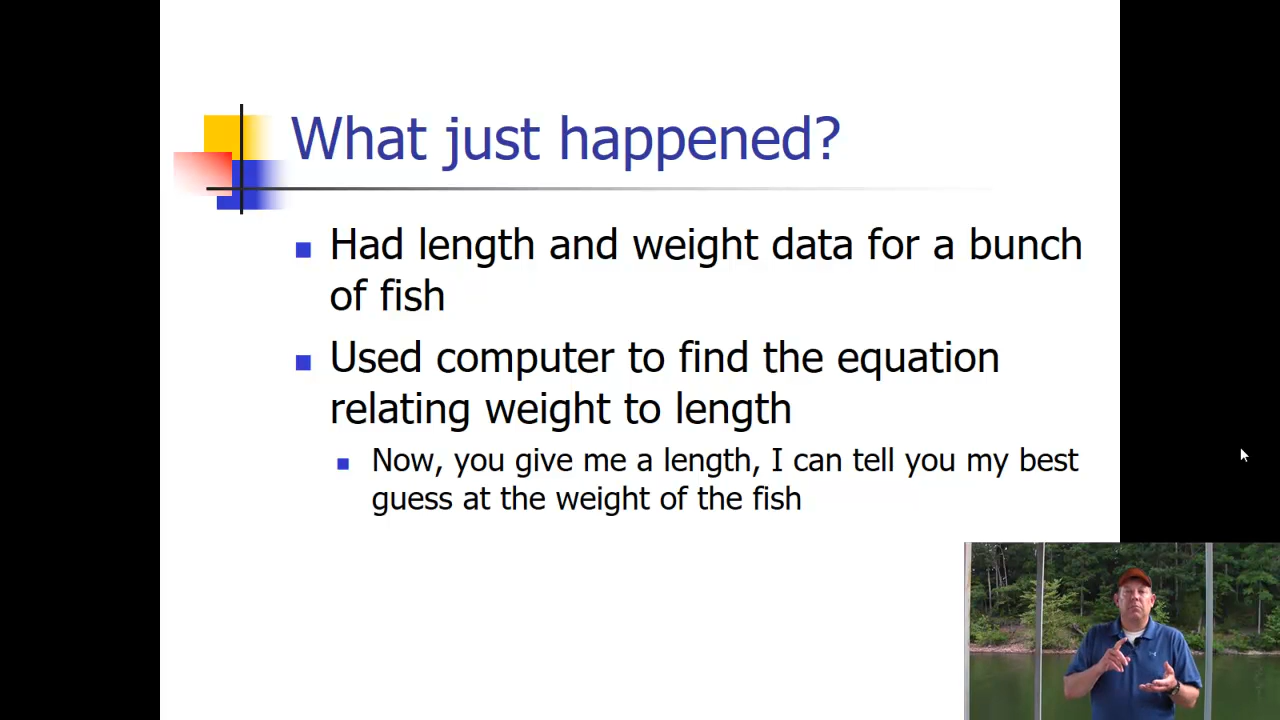 What just happened?
Had length and weight data for a bunch
of fish
Used computer to find the equation
relating weight to length
Now, you give me a length, I can tell you my best
guess at the weight of the fish